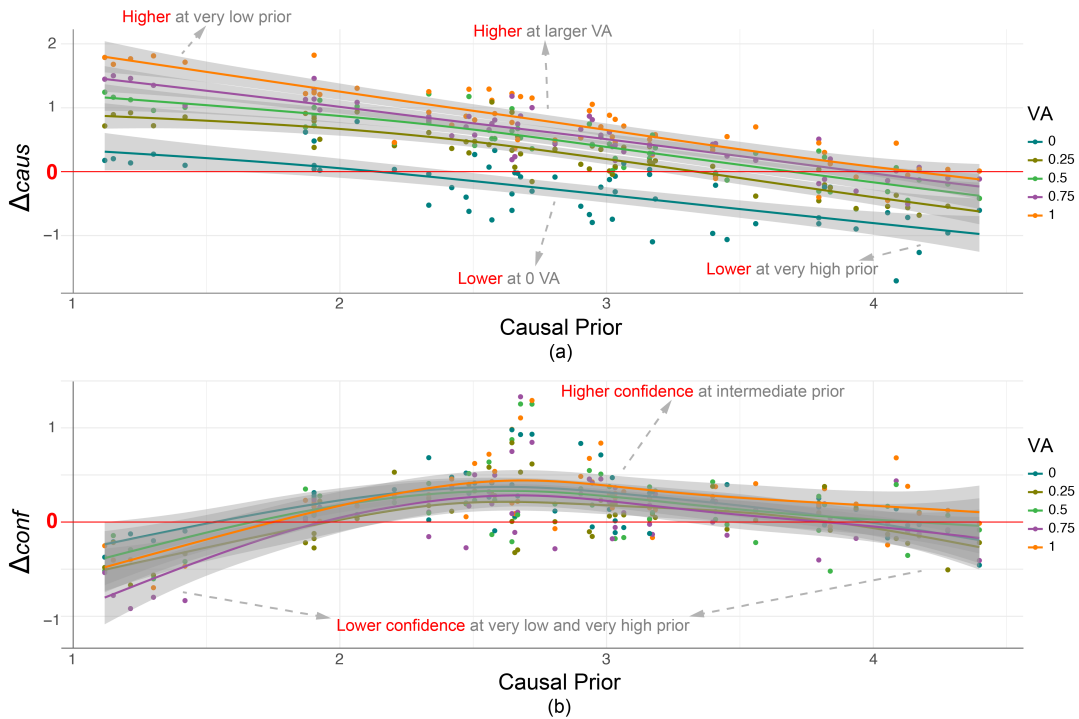 Higher at very low prior
Higher at larger VA
2
1
0
−1
Δcaus
Lower at 0 VA
Lower at very high prior
1 2 3 4
Causal Prior
(a)
VA
0
0.25
0.5
0.75
1
Higher confidence at intermediate prior
1
0
−1
Δconf
Lower confidence at very low and very high prior
1 2 3 4
Causal Prior
(b)
VA
0
0.25
0.5
0.75
1